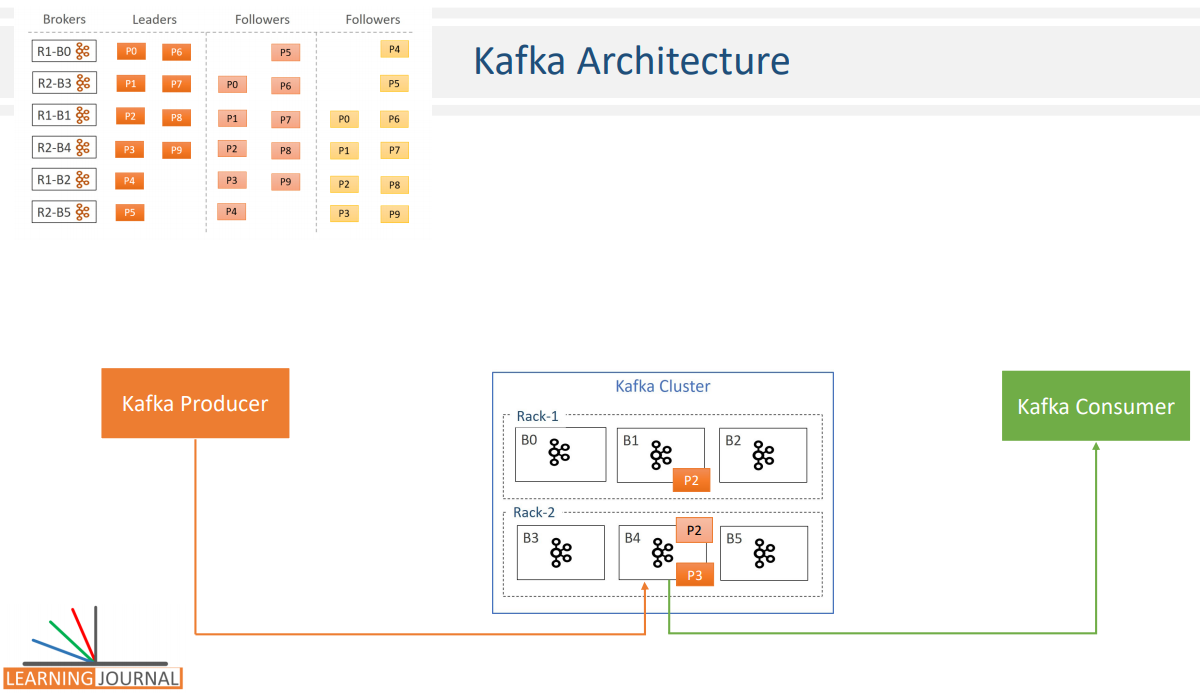 Brokers Leaders Followers Followers
R1-B0 P0 P6 P5 P4
R2-B3 P1 P7 P0 P6 P5
R1-B1 P2 P8 P1 P7 P0 P6
R2-B4 P3 P9 P2 P8 P1 P7
R1-B2 P4 P3 P9 P2 P8
R2-B5 P5 P4 P3 P9
Kafka Architecture
Kafka Producer
Kafka Cluster
Rack-1
B0 B1 B2
P2
Rack-2
B3 B4 P2 B5
P3
Kafka Consumer
LEARNING JOURNAL